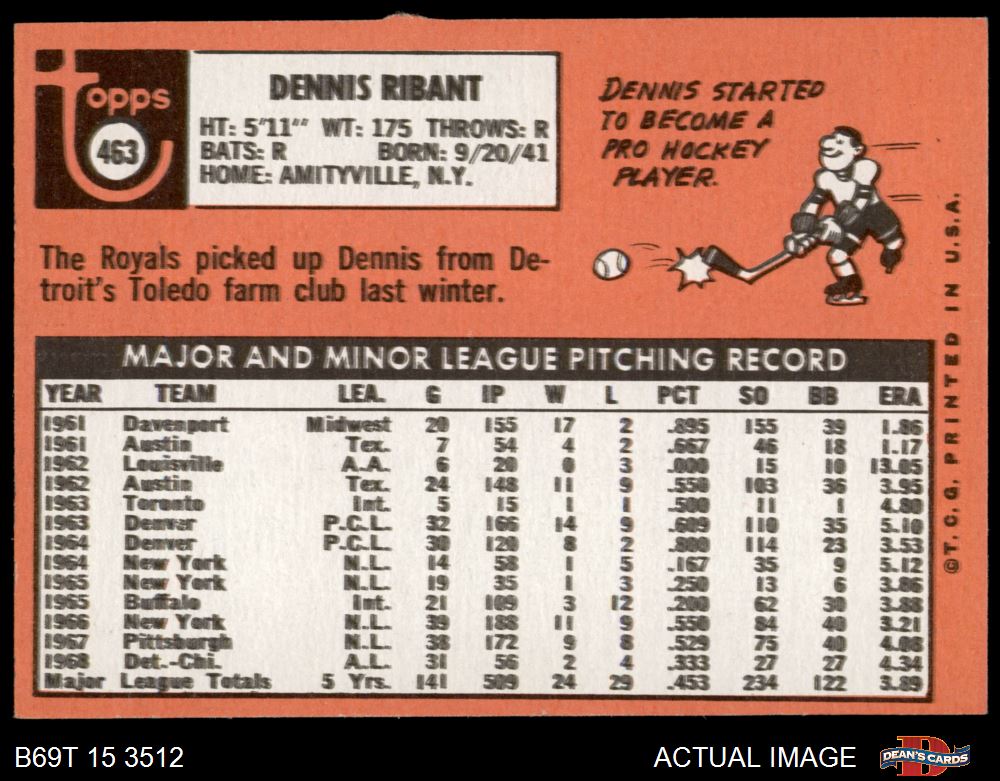 topps
463
DENNIS RIBANT
HT: 5'11" WT: 175 THROWS: R
BATS: R BORN: 9/20/41
HOME: AMITYVILLE, N.Y.
DENNIS STARTED
TO BECOME A
PRO HOCKEY
PLAYER.
The Royals picked up Dennis from De-
troit's Toledo farm club last winter.
MAJOR AND MINOR LEAGUE PITCHING RECORD
YEAR TEAM LEA. G IP W L PCT SO BB ERA
1961 Davenport Midwest 20 155 17 2 .895 155 39 1.86
1961 Austin Tex. 7 54 4 2 .667 46 18 1.17
1962 Louisville A.A. 6 20 0 3 .000 15 10 13.05
1962 Austin Tex. 24 148 11 9 .550 103 36 3.95
1963 Toronto Int. 5 15 1 1 .500 11 1 4.80
1963 Denver P.C.L. 32 166 14 9 .609 110 35 5.10
1964 Denver P.C.L. 30 120 8 2 .800 114 23 3.53
1964 New York N.L. 14 58 1 5 .167 35 9 5.12
1965 New York N.L. 19 35 1 3 .250 13 6 3.86
1965 Buffalo Int. 21 109 3 12 .200 62 30 3.88
1966 New York N.L. 39 188 11 9 .550 84 40 3.21
1967 Pittsburgh N.L. 38 172 9 8 .529 75 40 4.08
1968 Det.-Chi. A.L. 31 56 2 4 .333 27 27 4.34
Major League Totals 5 Yrs. 141 509 24 29 .453 234 122 3.89
©T.C.G. PRINTED IN U.S.A.
B69T 15 3512
ACTUAL IMAGE
DEAN'S CARDS